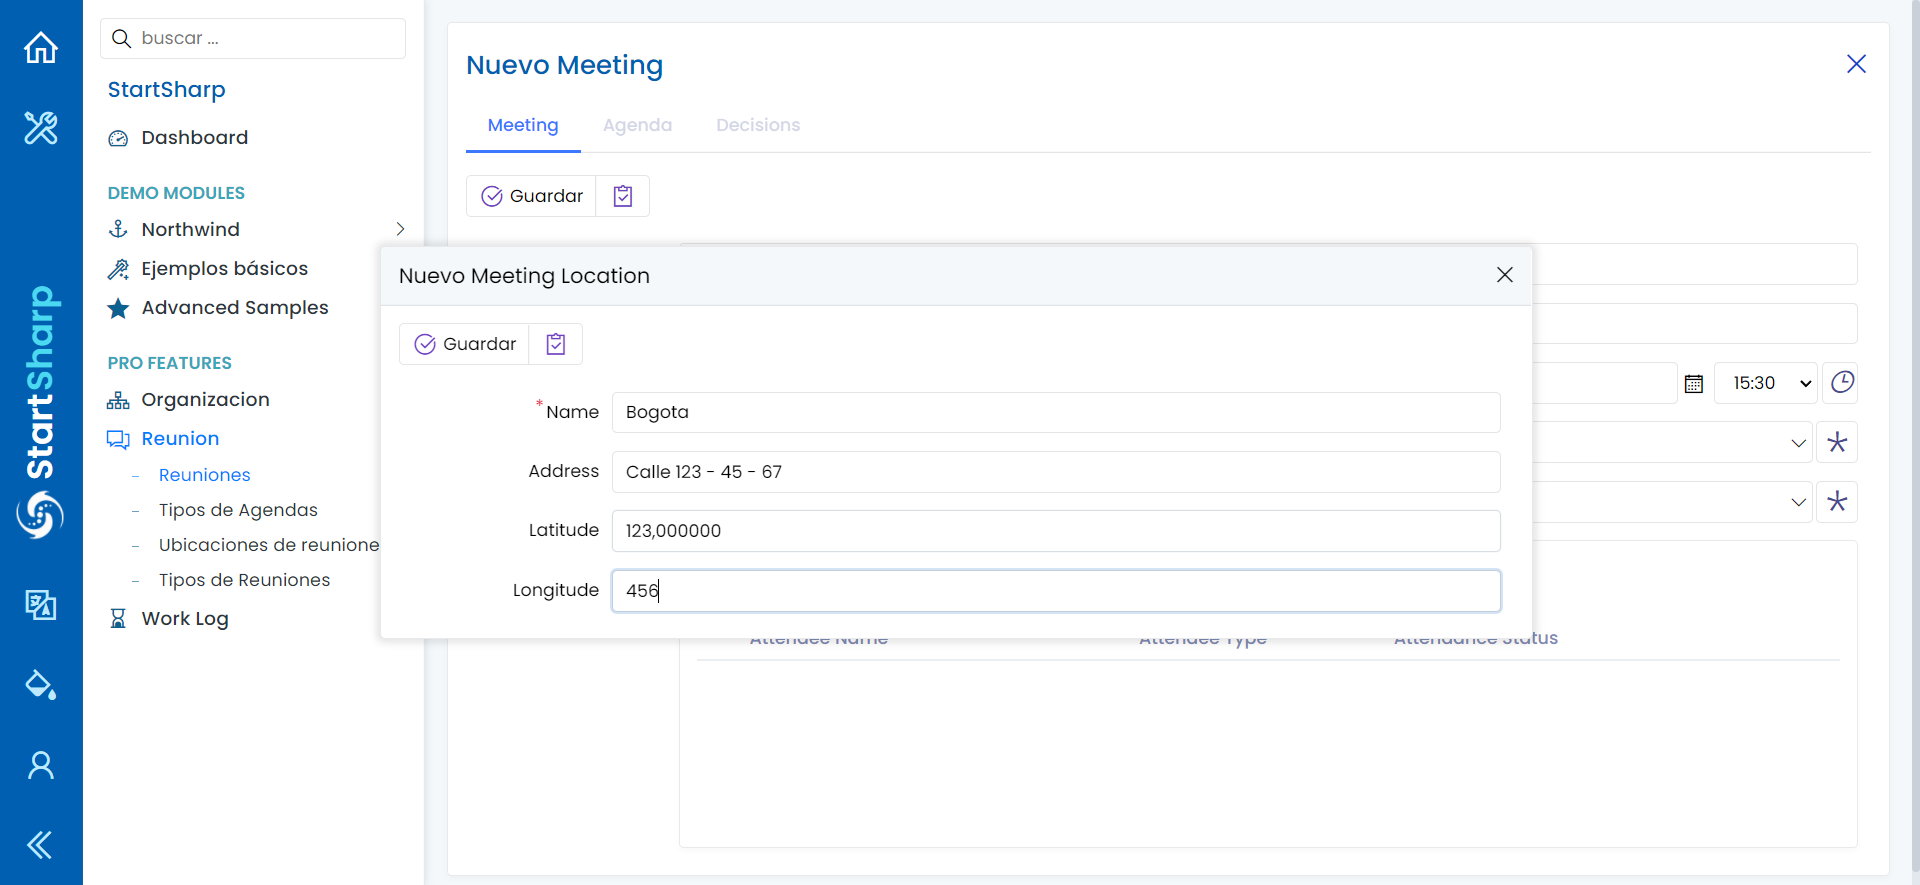 buscar ...
StartSharp
Dashboard
DEMO MODULES
Northwind
Ejemplos básicos
Advanced Samples
PRO FEATURES
Organizacion
Reunion
Reuniones
Tipos de Agendas
Ubicaciones de reunione
Tipos de Reuniones
Work Log
StartSharp
Nuevo Meeting
Meeting
Agenda
Decisions
Guardar
15:30
Nuevo Meeting Location
Guardar
*Name
Bogota
Address
Calle 123 - 45 - 67
Latitude
123,000000
Longitude
456
Attendee Name
Attendee Type
Attendance Status